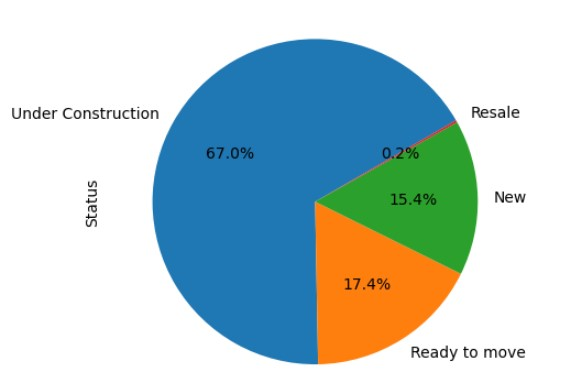 Under Construction
Resale
67.0%
0.2%
Status
15.4%
New
17.4%
Ready to move